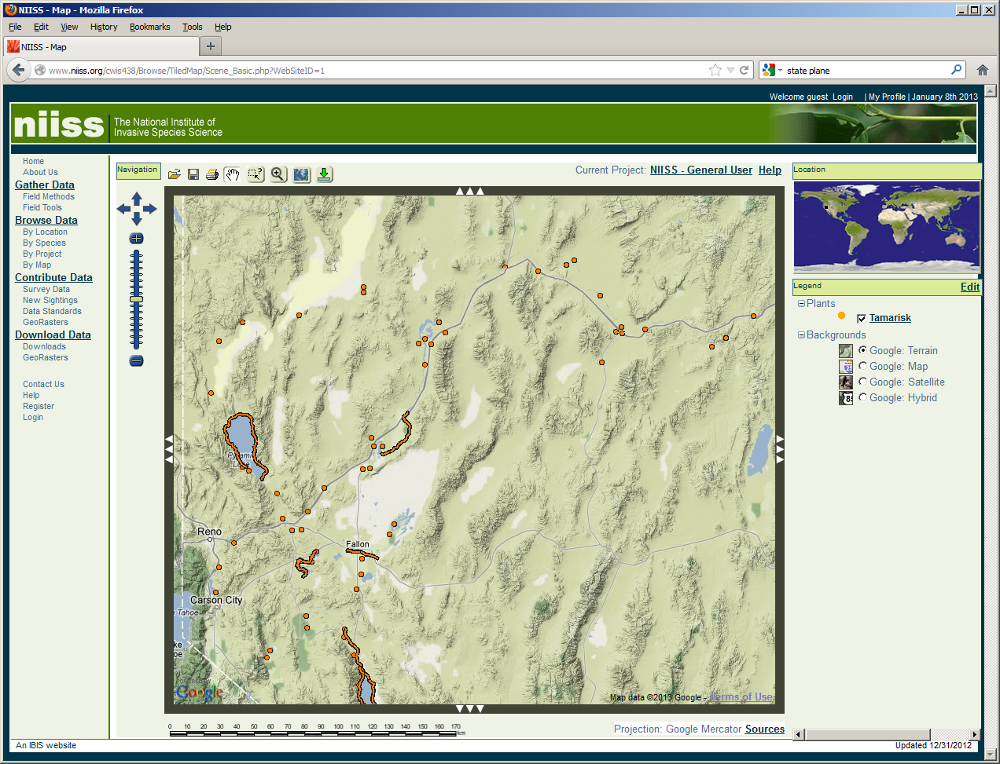 NIISS - Map - Mozilla Firefox
File Edit View History Bookmarks Tools Help
NIISS - Map
www.niiss.org/cwis438/Browse/TiledMap/Scene_Basic.php?WebSiteID=1
state plane
Welcome guest Login | My Profile | January 8th 2013
niiss
The National Institute of
Invasive Species Science
Home
About Us
Gather Data
Field Methods
Field Tools
Browse Data
By Location
By Species
By Project
By Map
Contribute Data
Survey Data
New Sightings
Data Standards
GeoRasters
Download Data
Downloads
GeoRasters
Contact Us
Help
Register
Login
Navigation
Current Project: NIISS - General User Help
Pyramid
Lake
Reno
Fallon
Carson City
Tahoe
ke
oe
Google
Map data ©2013 Google - Terms of Use
0 10 20 30 40 50 60 70 80 90 100 110 120 130 140 150 160 170
km
Projection: Google Mercator Sources
Location
Legend Edit
Plants
Tamarisk
Backgrounds
Google: Terrain
Google: Map
Google: Satellite
Google: Hybrid
An IBIS website
Updated 12/31/2012